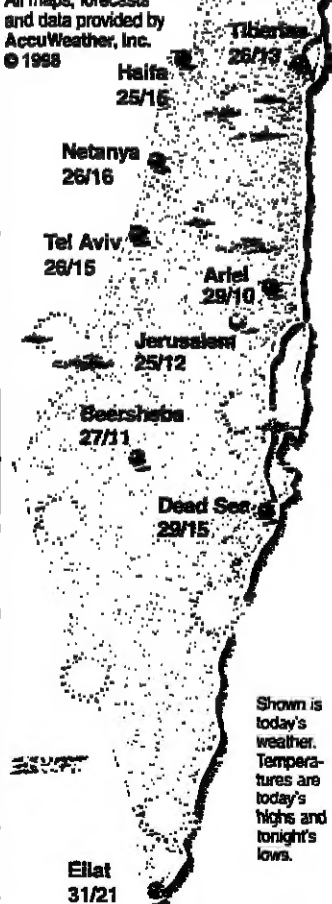 All maps, forecasts
and data provided by
AccuWeather, Inc.
© 1998
Tiberias
26/13
Haifa
25/16
Netanya
26/16
Tel Aviv
26/15
Ariel
29/10
Jerusalem
25/12
Beersheba
27/11
Dead Sea
29/15
Shown is
today's
weather.
Tempera-
tures are
today's
highs and
tonight's
lows.
Eilat
31/21